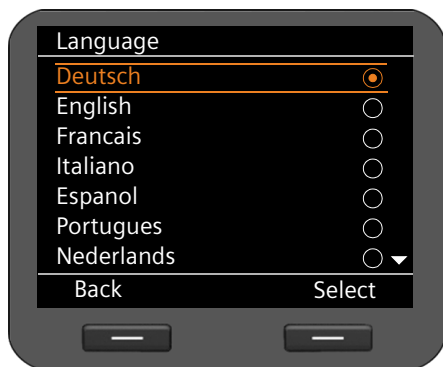 Language
Deutsch
English
Francais
Italiano
Espanol
Portugues
Nederlands
Back Select